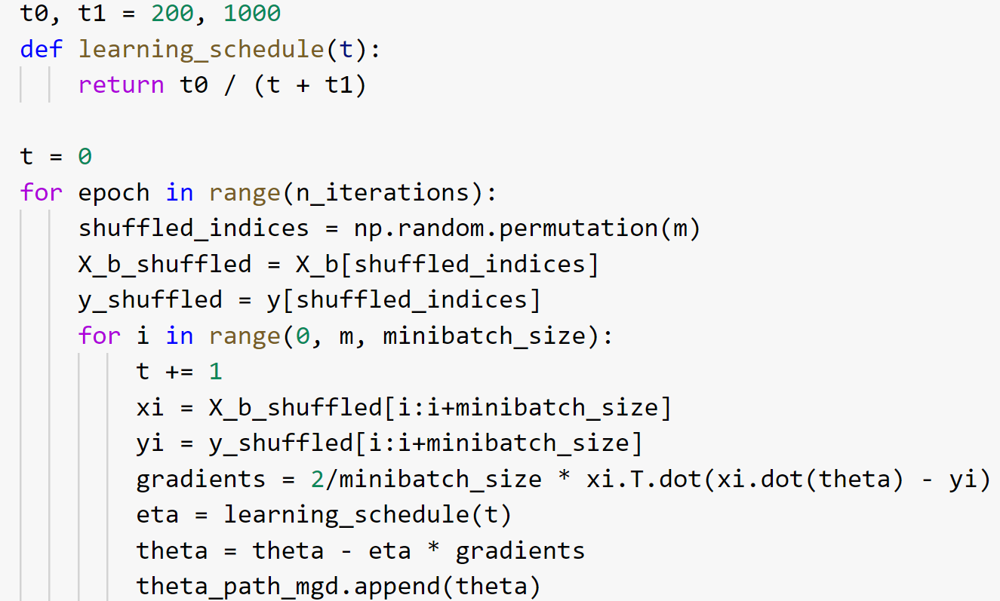 t0, t1 = 200, 1000
def learning_schedule(t):
    return t0 / (t + t1)

t = 0
for epoch in range(n_iterations):
    shuffled_indices = np.random.permutation(m)
    X_b_shuffled = X_b[shuffled_indices]
    y_shuffled = y[shuffled_indices]
    for i in range(0, m, minibatch_size):
        t += 1
        xi = X_b_shuffled[i:i+minibatch_size]
        yi = y_shuffled[i:i+minibatch_size]
        gradients = 2/minibatch_size * xi.T.dot(xi.dot(theta) - yi)
        eta = learning_schedule(t)
        theta = theta - eta * gradients
        theta_path_mgd.append(theta)